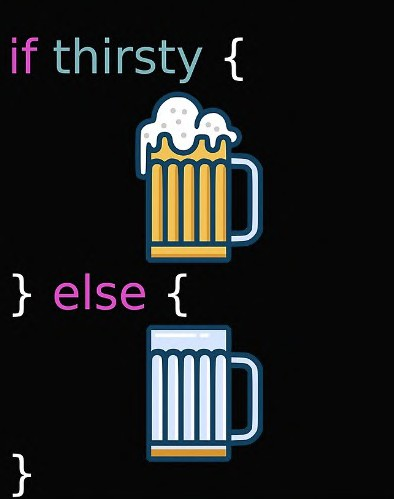 if thirsty {
} else {
}